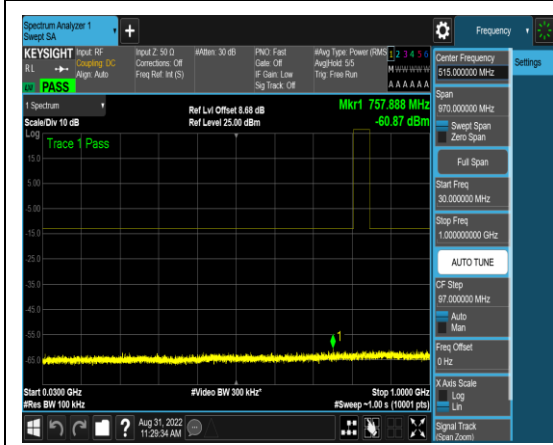 Spectrum Analyzer 1
Swept SA
Frequency
KEYSIGHT
RL
PASS
Input: RF
Coupling: DC
Align: Auto
Input Z: 50 Ω
Corrections: Off
Freq Ref: Int (S)
#Atten: 30 dB
PNO: Fast
Gate: Off
IF Gain: Low
Sig Track: Off
#Avg Type: Power (RMS
Avg|Hold: 5/5
Trig: Free Run
1 2 3 4 5 6
M W W W W W
A A A A A A
1 Spectrum
Scale/Div 10 dB
Ref Lvl Offset 8.68 dB
Ref Level 25.00 dBm
Mkr1 757.888 MHz
-60.87 dBm
Log
Trace 1 Pass
15.0
5.00
-5.00
-15.0
-25.0
-35.0
-45.0
-55.0
-65.0
1
Start 0.0300 GHz
#Res BW 100 kHz
#Video BW 300 kHz*
Stop 1.0000 GHz
#Sweep ~1.00 s (10001 pts)
Aug 31, 2022
11:29:34 AM
Center Frequency
515.000000 MHz
Span
970.000000 MHz
Swept Span
Zero Span
Full Span
Start Freq
30.000000 MHz
Stop Freq
1.000000000 GHz
AUTO TUNE
CF Step
97.000000 MHz
Auto
Man
Freq Offset
0 Hz
X Axis Scale
Log
Lin
Signal Track
(Span Zoom)
Settings